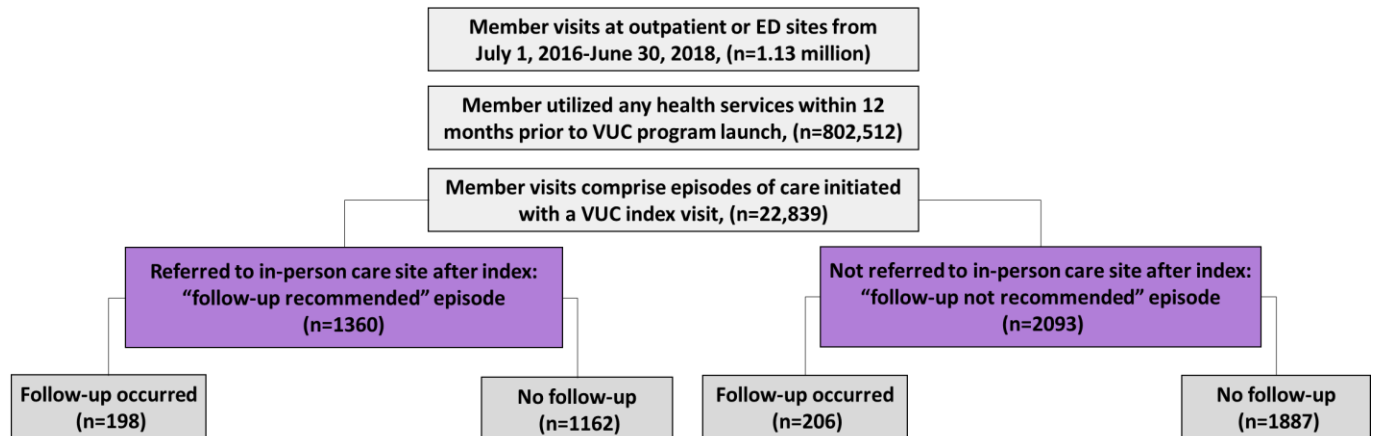 Member visits at outpatient or ED sites from
July 1, 2016-June 30, 2018, (n=1.13 million)
Member utilized any health services within 12
months prior to VUC program launch, (n=802,512)
Member visits comprise episodes of care initiated
with a VUC index visit, (n=22,839)
Referred to in-person care site after index:
“follow-up recommended” episode
(n=1360)
Not referred to in-person care site after index:
“follow-up not recommended” episode
(n=2093)
Follow-up occurred
(n=198)
No follow-up
(n=1162)
Follow-up occurred
(n=206)
No follow-up
(n=1887)